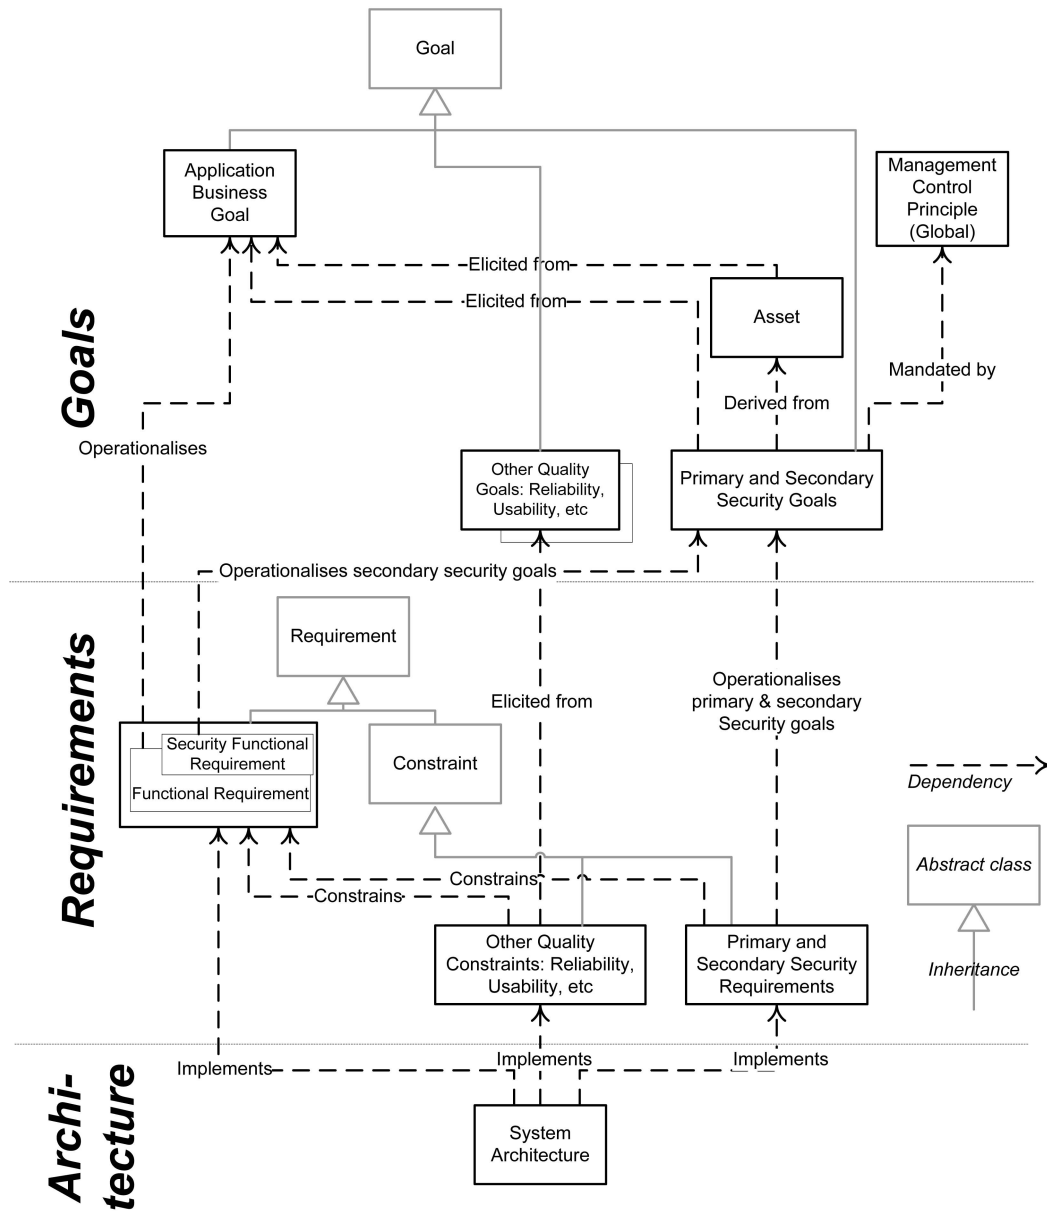 Goal
Application
Business
Goal
Management
Control
Principle
(Global)
Elicited from
Elicited from
Asset
Mandated by
Derived from
Goals
Operationalises
Other Quality
Goals: Reliability,
Usability, etc
Primary and Secondary
Security Goals
Operationalises secondary security goals
Requirements
Requirement
Elicited from
Operationalises
primary & secondary
Security goals
Security Functional
Requirement
Functional Requirement
Constraint
Dependency
Abstract class
Inheritance
Constrains
Constrains
Other Quality
Constraints: Reliability,
Usability, etc
Primary and
Secondary Security
Requirements
Archi-
tecture
Implements
Implements
Implements
System
Architecture